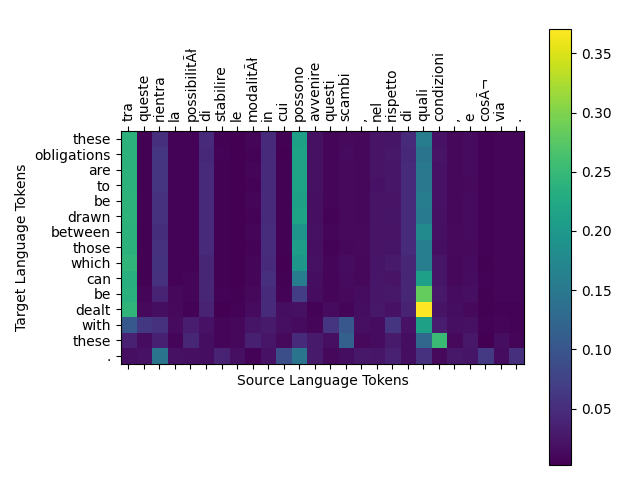 tra
queste
rientra
la
possibilitÃł
di
stabilire
le
modalitÃł
in
cui
possono
avvenire
questi
scambi
,
nel
rispetto
di
quali
condizioni
,
e
cosÃ¬
via
.
these
obligations
are
to
be
drawn
between
those
which
can
be
dealt
with
these
.
Target Language Tokens
Source Language Tokens
0.35
0.30
0.25
0.20
0.15
0.10
0.05